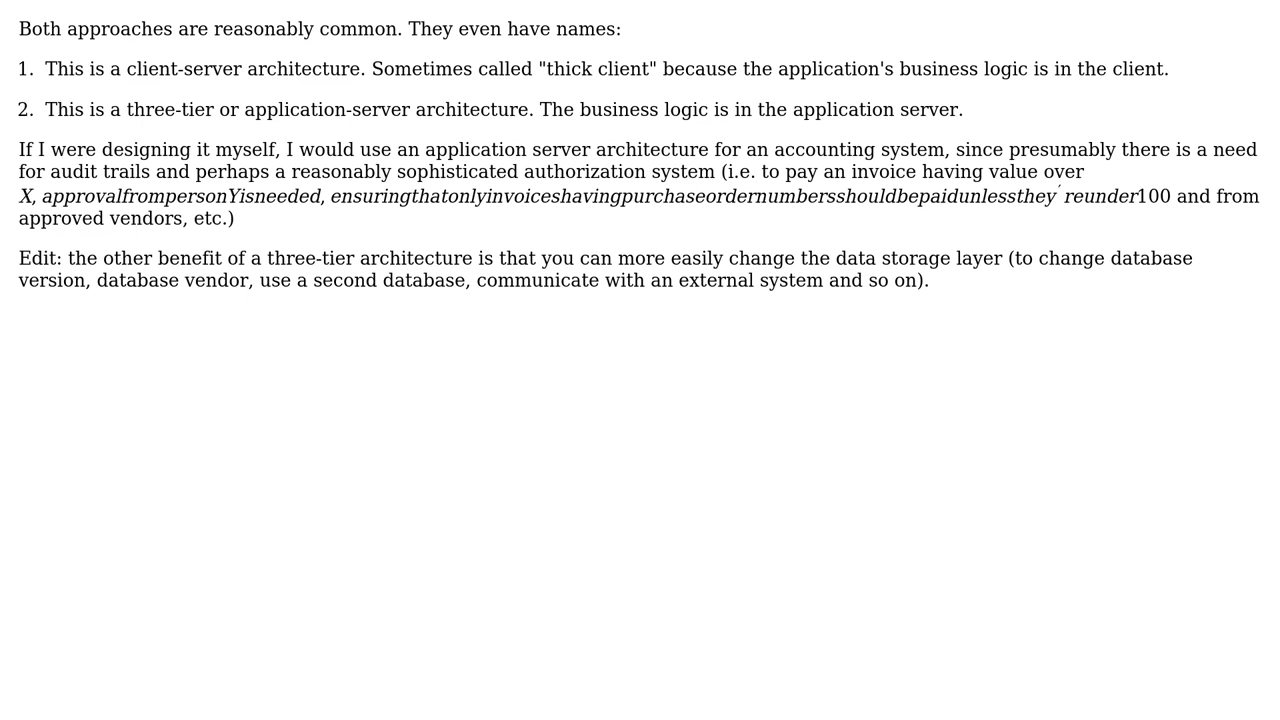 Both approaches are reasonably common. They even have names:
1. This is a client-server architecture. Sometimes called "thick client" because the application's business logic is in the client.
2. This is a three-tier or application-server architecture. The business logic is in the application server.
If I were designing it myself, I would use an application server architecture for an accounting system, since presumably there is a need
for audit trails and perhaps a reasonably sophisticated authorization system (i.e. to pay an invoice having value over
X, approvalfrompersonYisneeded, ensuringthatonlyinvoiceshavingpurchaseordernumbersshouldbepaidunlessthey′reunder100 and from
approved vendors, etc.)
Edit: the other benefit of a three-tier architecture is that you can more easily change the data storage layer (to change database
version, database vendor, use a second database, communicate with an external system and so on).